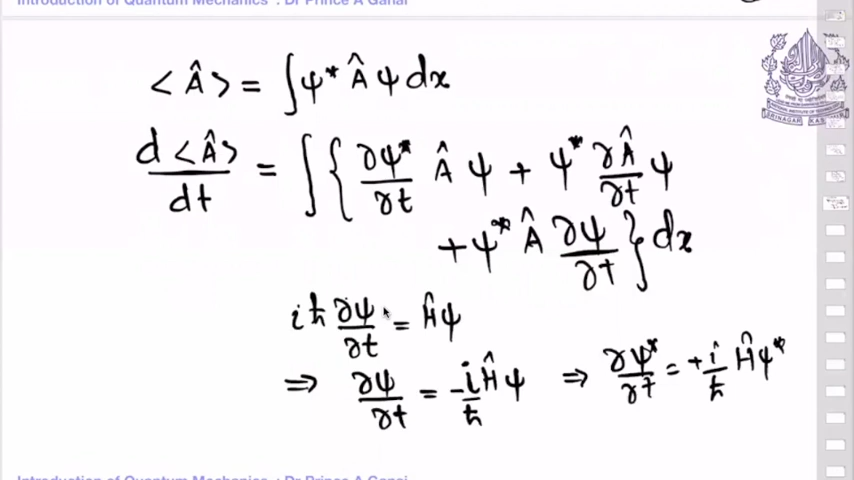 Introduction of Quantum Mechanics : Dr Prince A Ganai
<Â> = ∫ψ* Â ψ dx
d<Â>/dt = ∫ { ∂ψ*/∂t Â ψ + ψ* ∂Â/∂t ψ
+ ψ* Â ∂ψ/∂t } dx
iħ ∂ψ/∂t = Ĥψ
⇒ ∂ψ/∂t = -i/ħ Ĥψ ⇒ ∂ψ*/∂t = +i/ħ Ĥψ*
Introduction of Quantum Mechanics : Dr Prince A Ganai